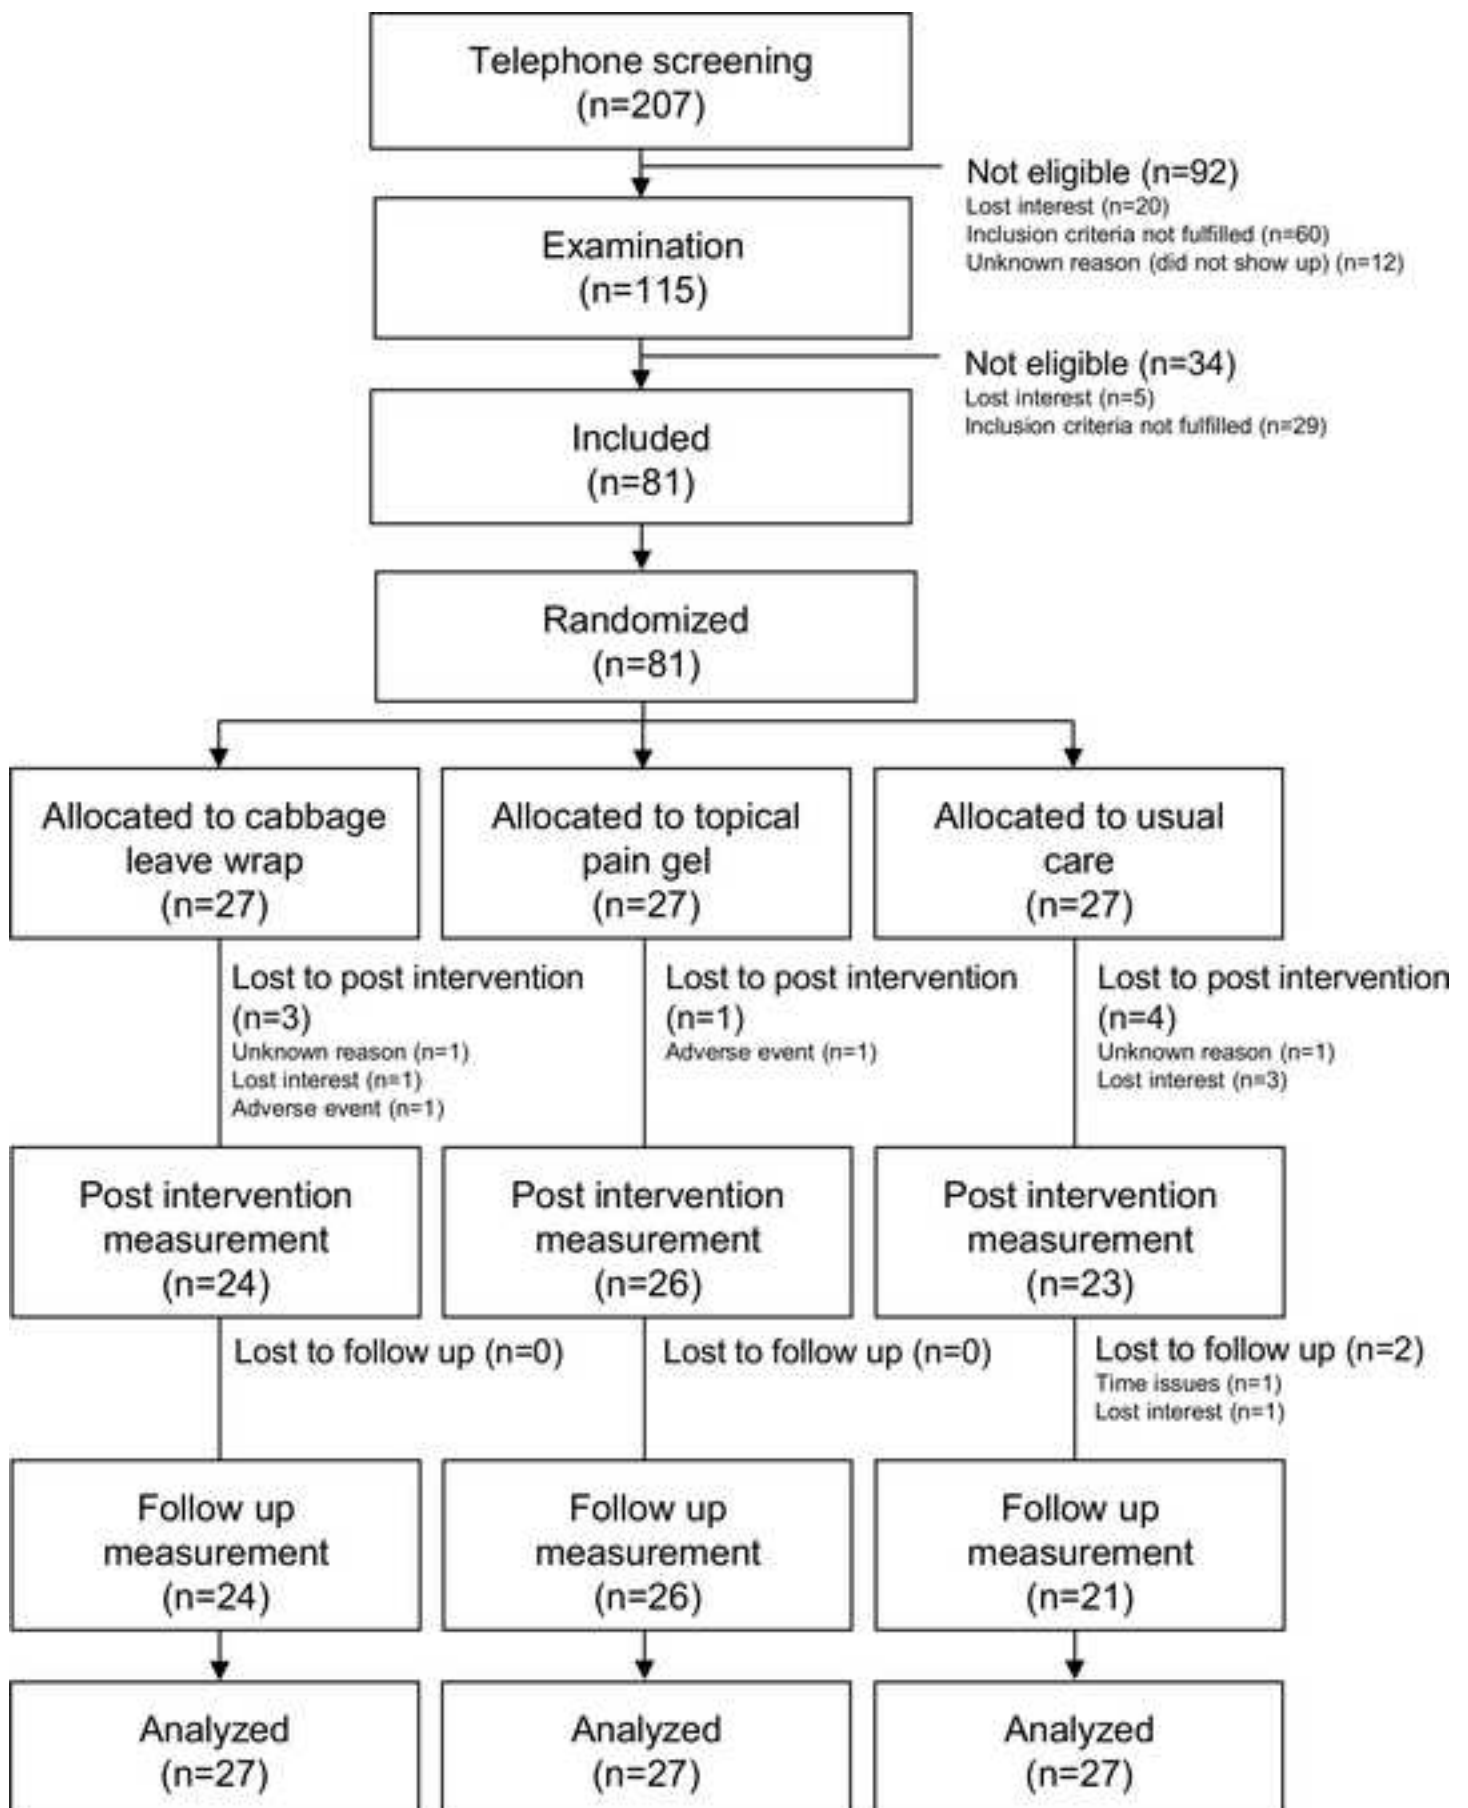 Telephone screening
(n=207)
Not eligible (n=92)
Lost interest (n=20)
Inclusion criteria not fulfilled (n=60)
Unknown reason (did not show up) (n=12)
Examination
(n=115)
Not eligible (n=34)
Lost interest (n=5)
Inclusion criteria not fulfilled (n=29)
Included
(n=81)
Randomized
(n=81)
Allocated to cabbage
leave wrap
(n=27)
Allocated to topical
pain gel
(n=27)
Allocated to usual
care
(n=27)
Lost to post intervention
(n=3)
Unknown reason (n=1)
Lost interest (n=1)
Adverse event (n=1)
Lost to post intervention
(n=1)
Adverse event (n=1)
Lost to post intervention
(n=4)
Unknown reason (n=1)
Lost interest (n=3)
Post intervention
measurement
(n=24)
Post intervention
measurement
(n=26)
Post intervention
measurement
(n=23)
Lost to follow up (n=0)
Lost to follow up (n=0)
Lost to follow up (n=2)
Time issues (n=1)
Lost interest (n=1)
Follow up
measurement
(n=24)
Follow up
measurement
(n=26)
Follow up
measurement
(n=21)
Analyzed
(n=27)
Analyzed
(n=27)
Analyzed
(n=27)